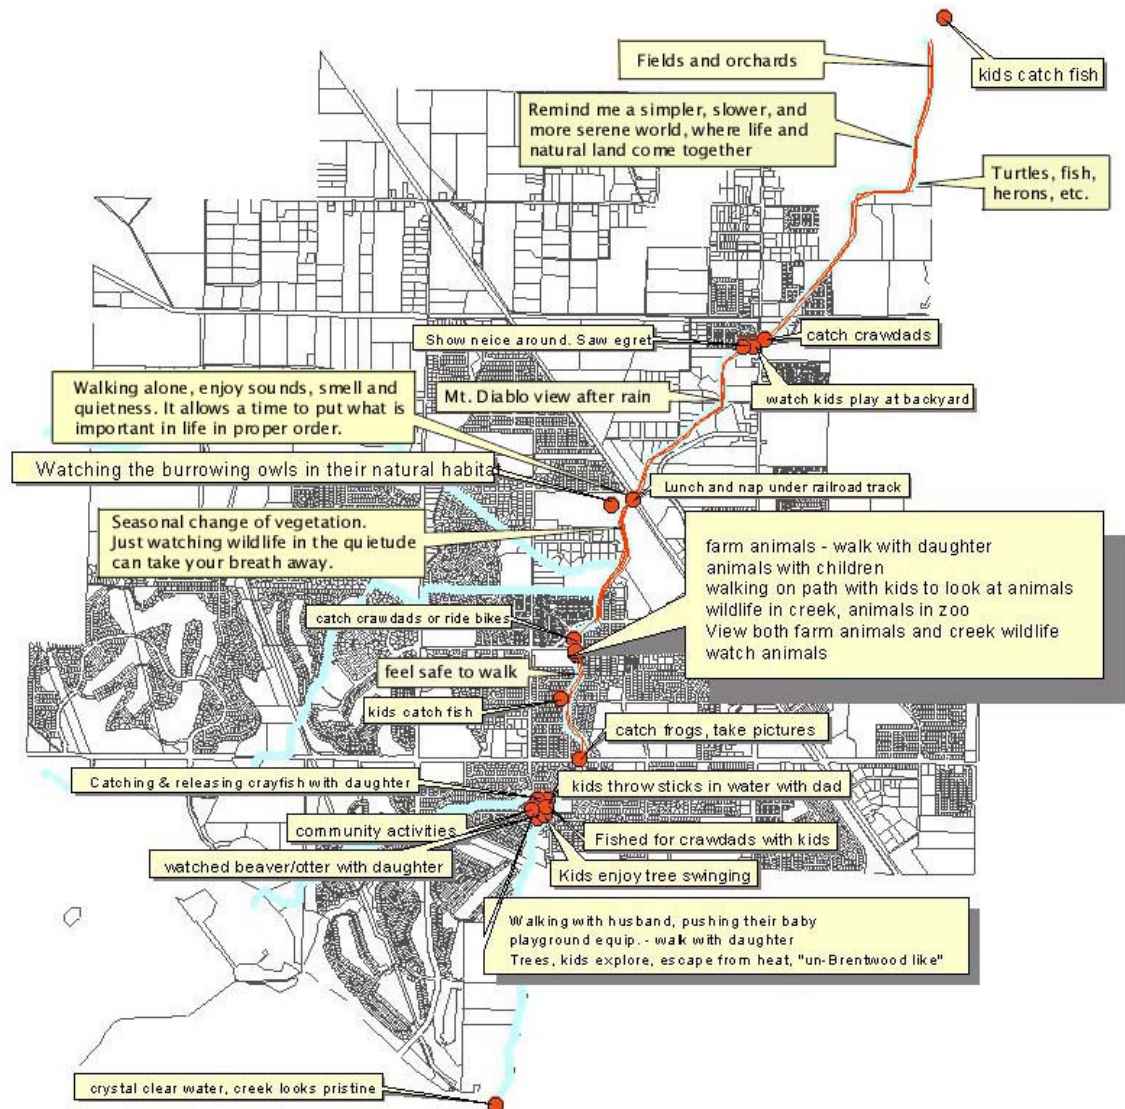 Fields and orchards
kids catch fish
Remind me a simpler, slower, and
more serene world, where life and
natural land come together
Turtles, fish,
herons, etc.
Show neice around. Saw egret
catch crawdads
Walking alone, enjoy sounds, smell and
quietness. It allows a time to put what is
important in life in proper order.
Mt. Diablo view after rain
watch kids play at backyard
Watching the burrowing owls in their natural habitat
Lunch and nap under railroad track
Seasonal change of vegetation.
Just watching wildlife in the quietude
can take your breath away.
farm animals - walk with daughter
animals with children
walking on path with kids to look at animals
wildlife in creek, animals in zoo
View both farm animals and creek wildlife
watch animals
catch crawdads or ride bikes
feel safe to walk
kids catch fish
catch frogs, take pictures
Catching & releasing crayfish with daughter
kids throw sticks in water with dad
community activities
Fished for crawdads with kids
watched beaver/otter with daughter
Kids enjoy tree swinging
Walking with husband, pushing their baby
playground equip. - walk with daughter
Trees, kids explore, escape from heat, "un-Brentwood like"
crystal clear water, creek looks pristine